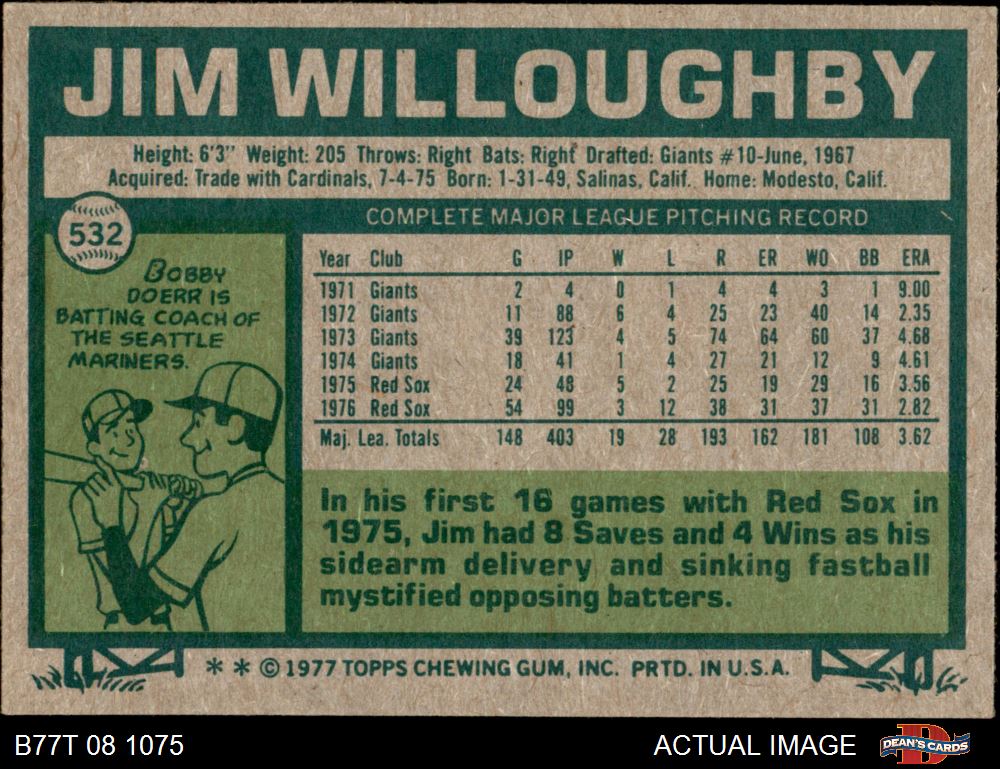 JIM WILLOUGHBY
Height: 6'3" Weight: 205 Throws: Right Bats: Right Drafted: Giants #10-June, 1967
Acquired: Trade with Cardinals, 7-4-75 Born: 1-31-49, Salinas, Calif. Home: Modesto, Calif.
532
BOBBY
DOERR IS
BATTING COACH OF
THE SEATTLE
MARINERS.
COMPLETE MAJOR LEAGUE PITCHING RECORD
Year Club G IP W L R ER WO BB ERA
1971 Giants 2 4 0 1 4 4 3 1 9.00
1972 Giants 11 88 6 4 25 23 40 14 2.35
1973 Giants 39 123 4 5 74 64 60 37 4.68
1974 Giants 18 41 1 4 27 21 12 9 4.61
1975 Red Sox 24 48 5 2 25 19 29 16 3.56
1976 Red Sox 54 99 3 12 38 31 37 31 2.82
Maj. Lea. Totals 148 403 19 28 193 162 181 108 3.62
In his first 16 games with Red Sox in
1975, Jim had 8 Saves and 4 Wins as his
sidearm delivery and sinking fastball
mystified opposing batters.
* * © 1977 TOPPS CHEWING GUM, INC. PRTD. IN U.S.A.
B77T 08 1075
ACTUAL IMAGE
DEAN'S CARDS